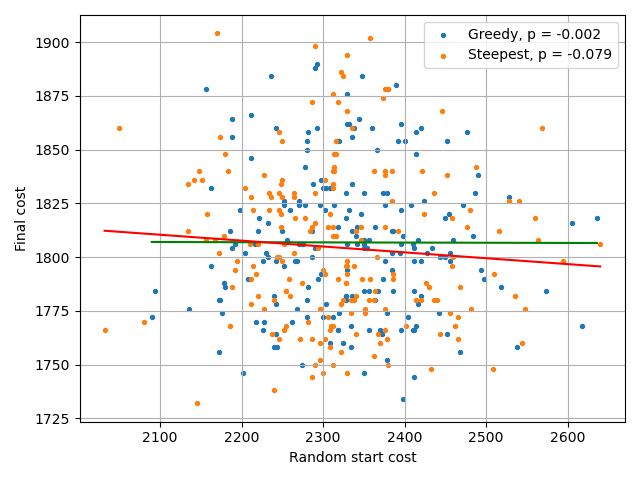 Greedy, p = -0.002
Steepest, p = -0.079
Final cost
1900
1875
1850
1825
1800
1775
1750
1725
2100 2200 2300 2400 2500 2600
Random start cost